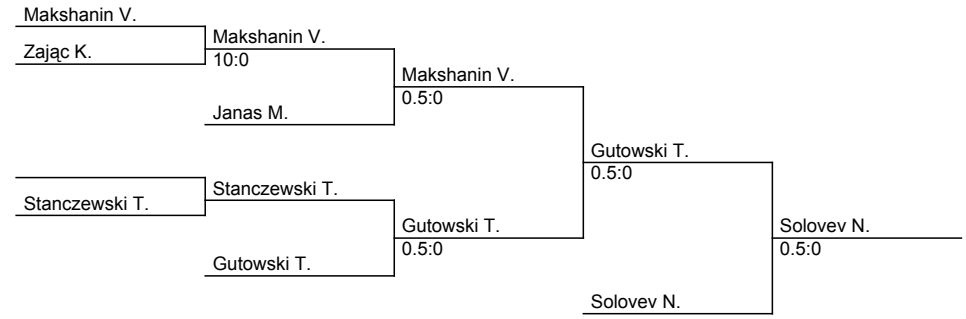 Makshanin V.
Zając K.
Makshanin V.
10:0
Janas M.
Makshanin V.
0.5:0
Stanczewski T.
Stanczewski T.
Gutowski T.
Gutowski T.
0.5:0
Gutowski T.
0.5:0
Solovev N.
Solovev N.
0.5:0